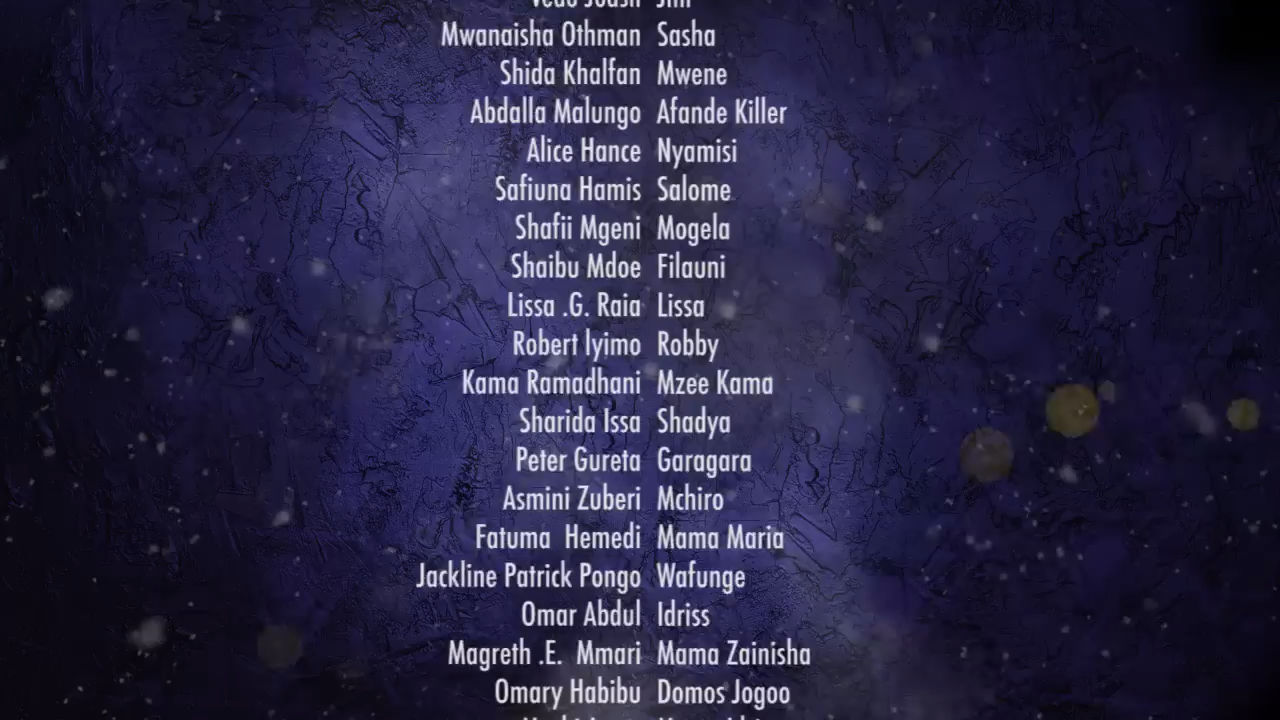 Mwanaisha Othman Sasha
Shida Khalfan Mwene
Abdalla Malungo Afande Killer
Alice Hance Nyamisi
Safiuna Hamis Salome
Shafii Mgeni Mogela
Shaibu Mdoe Filauni
Lissa .G. Raia Lissa
Robert Iyimo Robby
Kama Ramadhani Mzee Kama
Sharida Issa Shadya
Peter Gureta Garagara
Asmini Zuberi Mchiro
Fatuma Hemedi Mama Maria
Jackline Patrick Pongo Wafunge
Omar Abdul Idriss
Magreth .E. Mmari Mama Zainisha
Omary Habibu Domos Jogoo